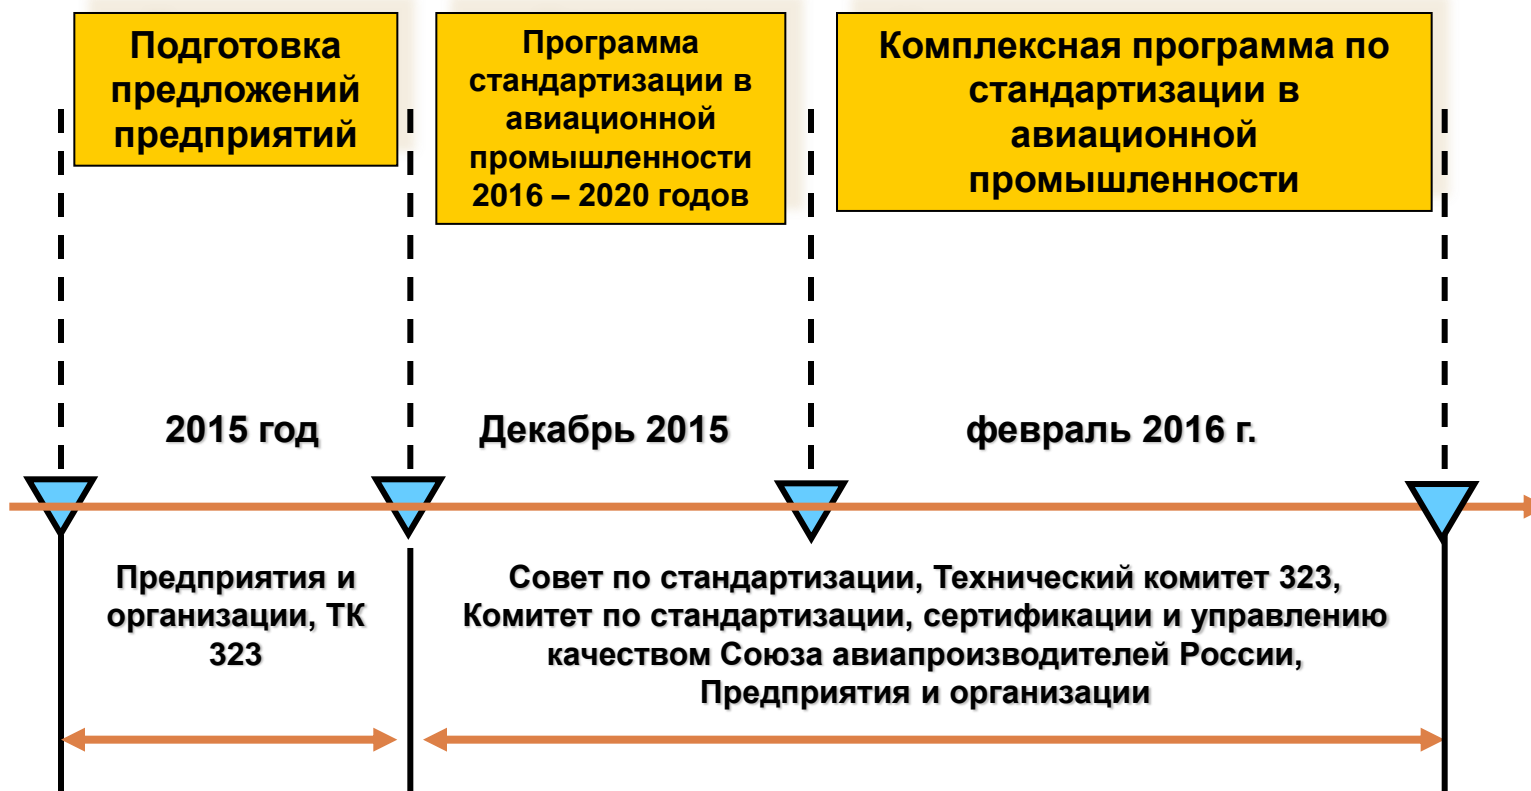 Подготовка
предложений
предприятий
Программа
стандартизации в
авиационной
промышленности
2016 – 2020 годов
Комплексная программа по
стандартизации в
авиационной
промышленности
2015 год
Декабрь 2015
февраль 2016 г.
Предприятия и
организации, ТК
323
Совет по стандартизации, Технический комитет 323,
Комитет по стандартизации, сертификации и управлению
качеством Союза авиапроизводителей России,
Предприятия и организации